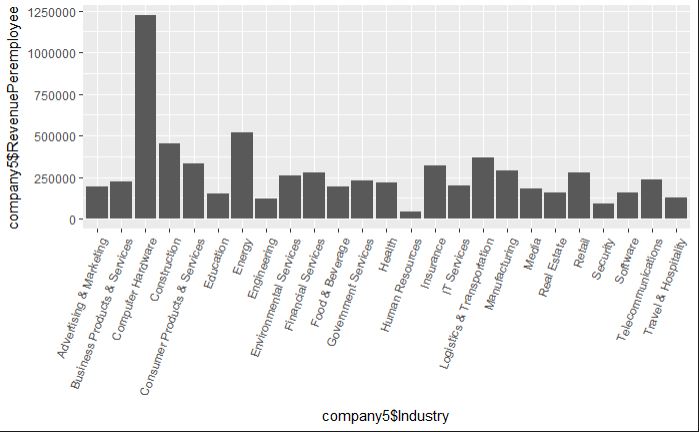 company5$RevenuePeremployee
1250000
1000000
750000
500000
250000
0
Advertising & Marketing
Business Products & Services
Computer Hardware
Construction
Consumer Products & Services
Education
Energy
Engineering
Environmental Services
Financial Services
Food & Beverage
Government Services
Health
Human Resources
Insurance
IT Services
Logistics & Transportation
Manufacturing
Media
Real Estate
Retail
Security
Software
Telecommunications
Travel & Hospitality
company5$Industry